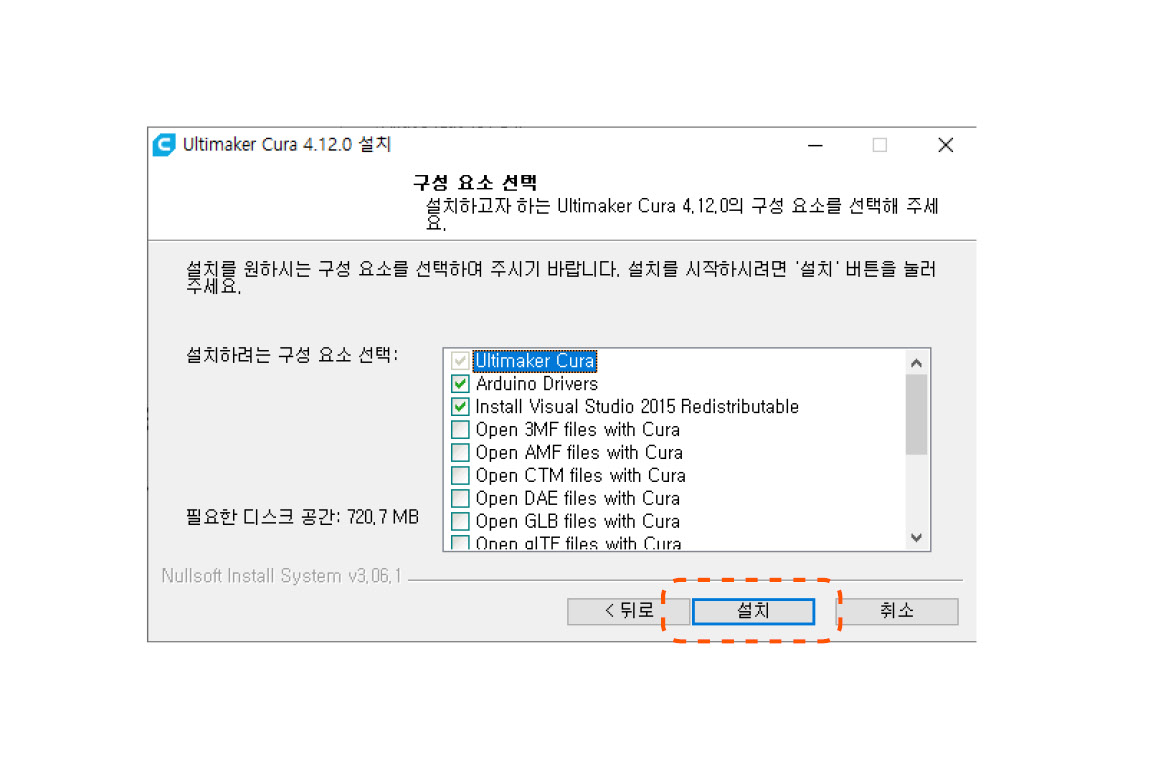 Ultimaker Cura 4.12.0 설치
구성 요소 선택
설치하고자 하는 Ultimaker Cura 4.12.0의 구성 요소를 선택해 주세
요.
설치를 원하시는 구성 요소를 선택하여 주시기 바랍니다. 설치를 시작하시려면 '설치' 버튼을 눌러
주세요.
설치하려는 구성 요소 선택:
Ultimaker Cura
Arduino Drivers
Install Visual Studio 2015 Redistributable
Open 3MF files with Cura
Open AMF files with Cura
Open CTM files with Cura
Open DAE files with Cura
Open GLB files with Cura
Open glTF files with Cura
필요한 디스크 공간: 720.7 MB
Nullsoft Install System v3.06.1
< 뒤로
설치
취소